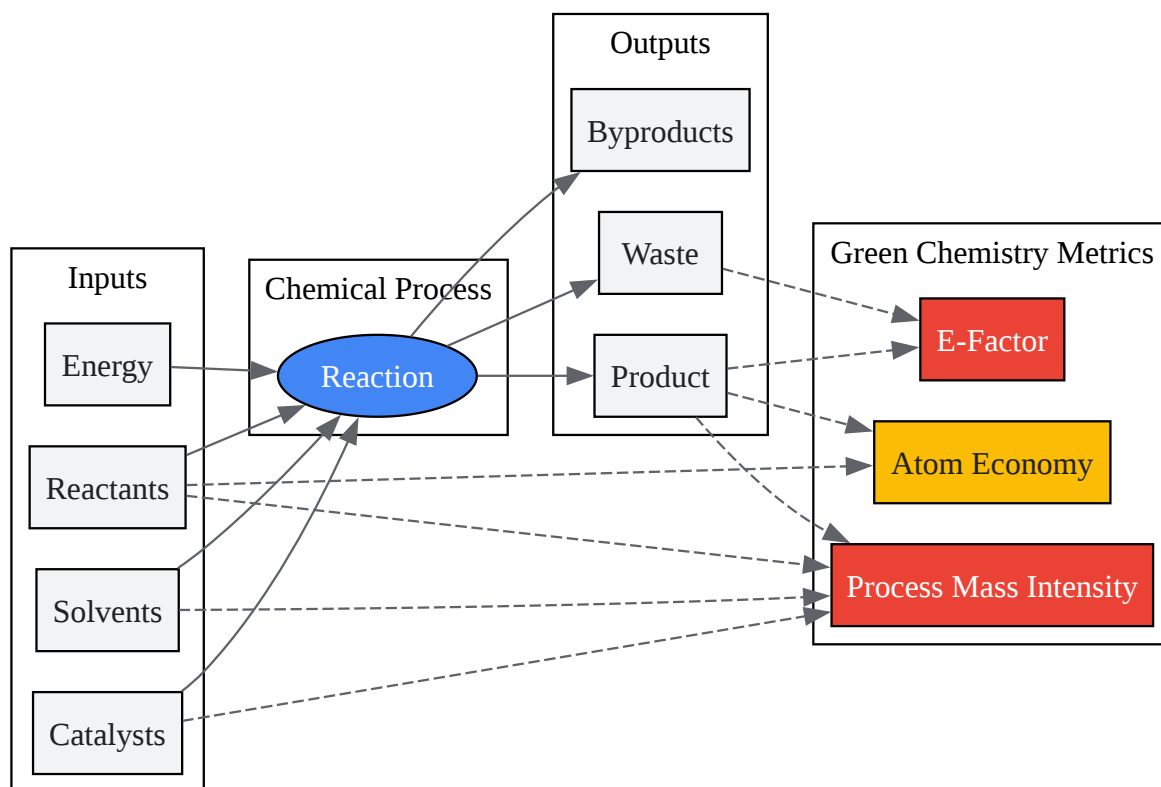 Inputs
Energy
Reactants
Solvents
Catalysts
Chemical Process
Reaction
Outputs
Byproducts
Waste
Product
Green Chemistry Metrics
E-Factor
Atom Economy
Process Mass Intensity